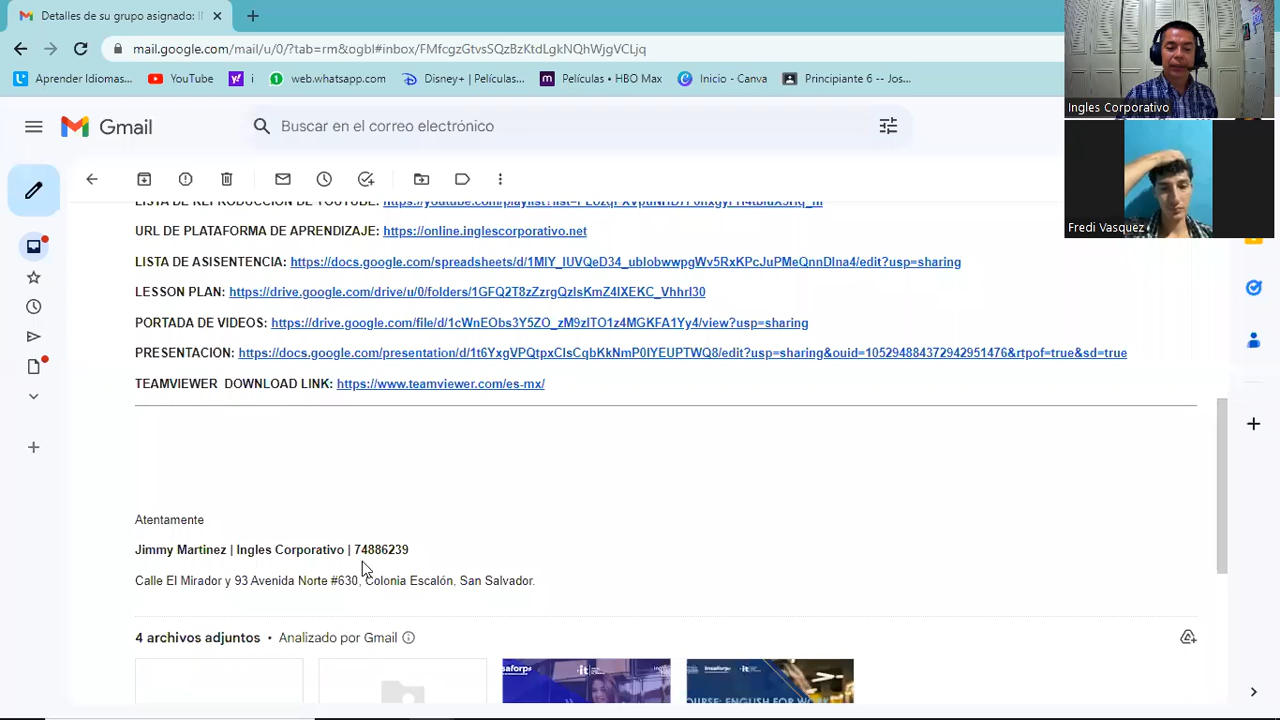 Detalles de su grupo asignado: II
mail.google.com/mail/u/0/?tab=rm&ogbl#inbox/FMfcgzGtvsSQzBzKtdLgkNQhWjgVCLjq
Aprender Idiomas...
YouTube
i
web.whatsapp.com
Disney+ | Películas...
Películas • HBO Max
Inicio - Canva
Principiante 6 -- Jos...
Ingles Corporativo
Fredi Vasquez
Gmail
Buscar en el correo electrónico
URL DE PLATAFORMA DE APRENDIZAJE: https://online.inglescorporativo.net
LISTA DE ASISENTENCIA: https://docs.google.com/spreadsheets/d/1MIY_IUVQeD34_ublobwwpgWv5RxKPcJuPMeQnnDlna4/edit?usp=sharing
LESSON PLAN: https://drive.google.com/drive/u/0/folders/1GFQ2T8zZzrgQzIsKmZ4IXEKC_Vhhrl30
PORTADA DE VIDEOS: https://drive.google.com/file/d/1cWnEObs3Y5ZO_zM9zITO1z4MGKFA1Yy4/view?usp=sharing
PRESENTACION: https://docs.google.com/presentation/d/1t6YxgVPQtpxCIsCqbKkNmP0IYEUPTWQ8/edit?usp=sharing&ouid=105294884372942951476&rtpof=true&sd=true
TEAMVIEWER DOWNLOAD LINK: https://www.teamviewer.com/es-mx/
Atentamente
Jimmy Martinez | Ingles Corporativo | 74886239
Calle El Mirador y 93 Avenida Norte #630, Colonia Escalón, San Salvador.
4 archivos adjuntos • Analizado por Gmail